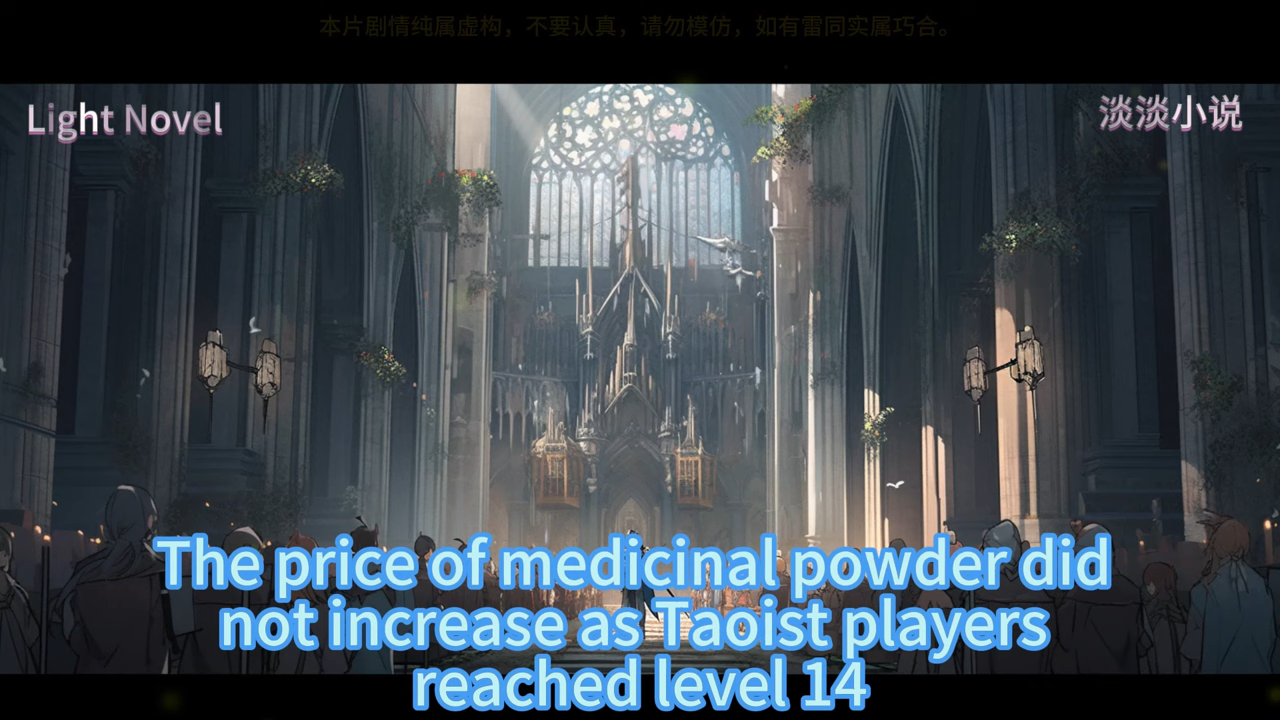 本片剧情纯属虚构，不要认真，请勿模仿，如有雷同实属巧合。
Light Novel
淡淡小说
The price of medicinal powder did
not increase as Taoist players
reached level 14